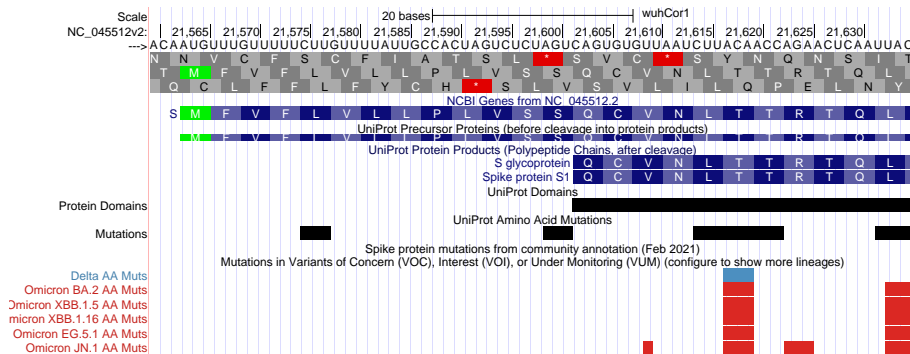 Scale
20 bases
wuhCor1
NC_045512v2:
21,565 21,570 21,575 21,580 21,585 21,590 21,595 21,600 21,605 21,610 21,615 21,620 21,625 21,630
--->
ACAAUGUUUGUUUUUCUUGUUUUAUUGCCACUAGUCUCUAGUCAGUGUGUUAAUCUUACAACCAGAACUCAAUUAC
N N V C F S C F I A T S L * S V C * S Y N Q N S I T
T M F V F L V L L P L V S S Q C V N L T T R T Q L
Q C L F F L F Y C H * S L V S V L I L Q P E L N Y
NCBI Genes from NC_045512.2
S M F V F L V L L P L V S S Q C V N L T T R T Q L
UniProt Precursor Proteins (before cleavage into protein products)
UniProt Protein Products (Polypeptide Chains, after cleavage)
S glycoprotein Q C V N L T T R T Q L
Spike protein S1 Q C V N L T T R T Q L
UniProt Domains
Protein Domains
UniProt Amino Acid Mutations
Mutations
Spike protein mutations from community annotation (Feb 2021)
Mutations in Variants of Concern (VOC), Interest (VOI), or Under Monitoring (VUM) (configure to show more lineages)
Delta AA Muts
Omicron BA.2 AA Muts
Omicron XBB.1.5 AA Muts
micron XBB.1.16 AA Muts
Omicron EG.5.1 AA Muts
Omicron JN.1 AA Muts